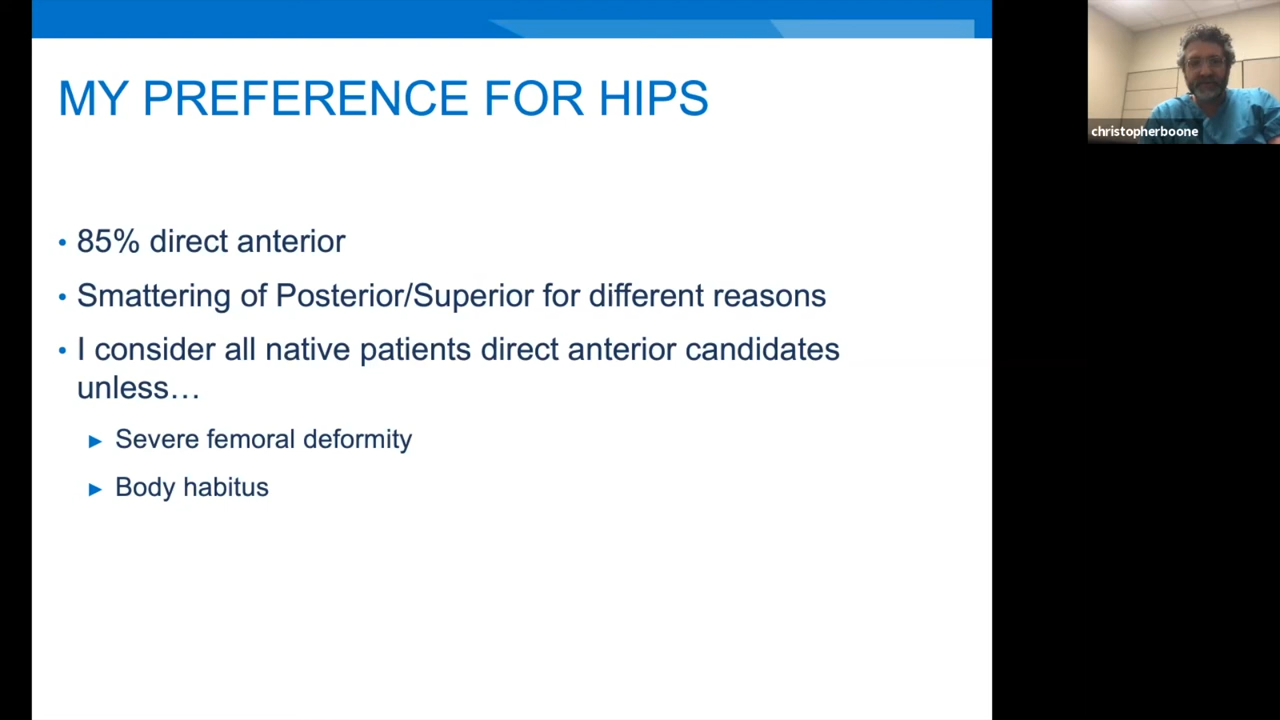 MY PREFERENCE FOR HIPS
christopherboone
• 85% direct anterior
• Smattering of Posterior/Superior for different reasons
• I consider all native patients direct anterior candidates
unless…
► Severe femoral deformity
► Body habitus